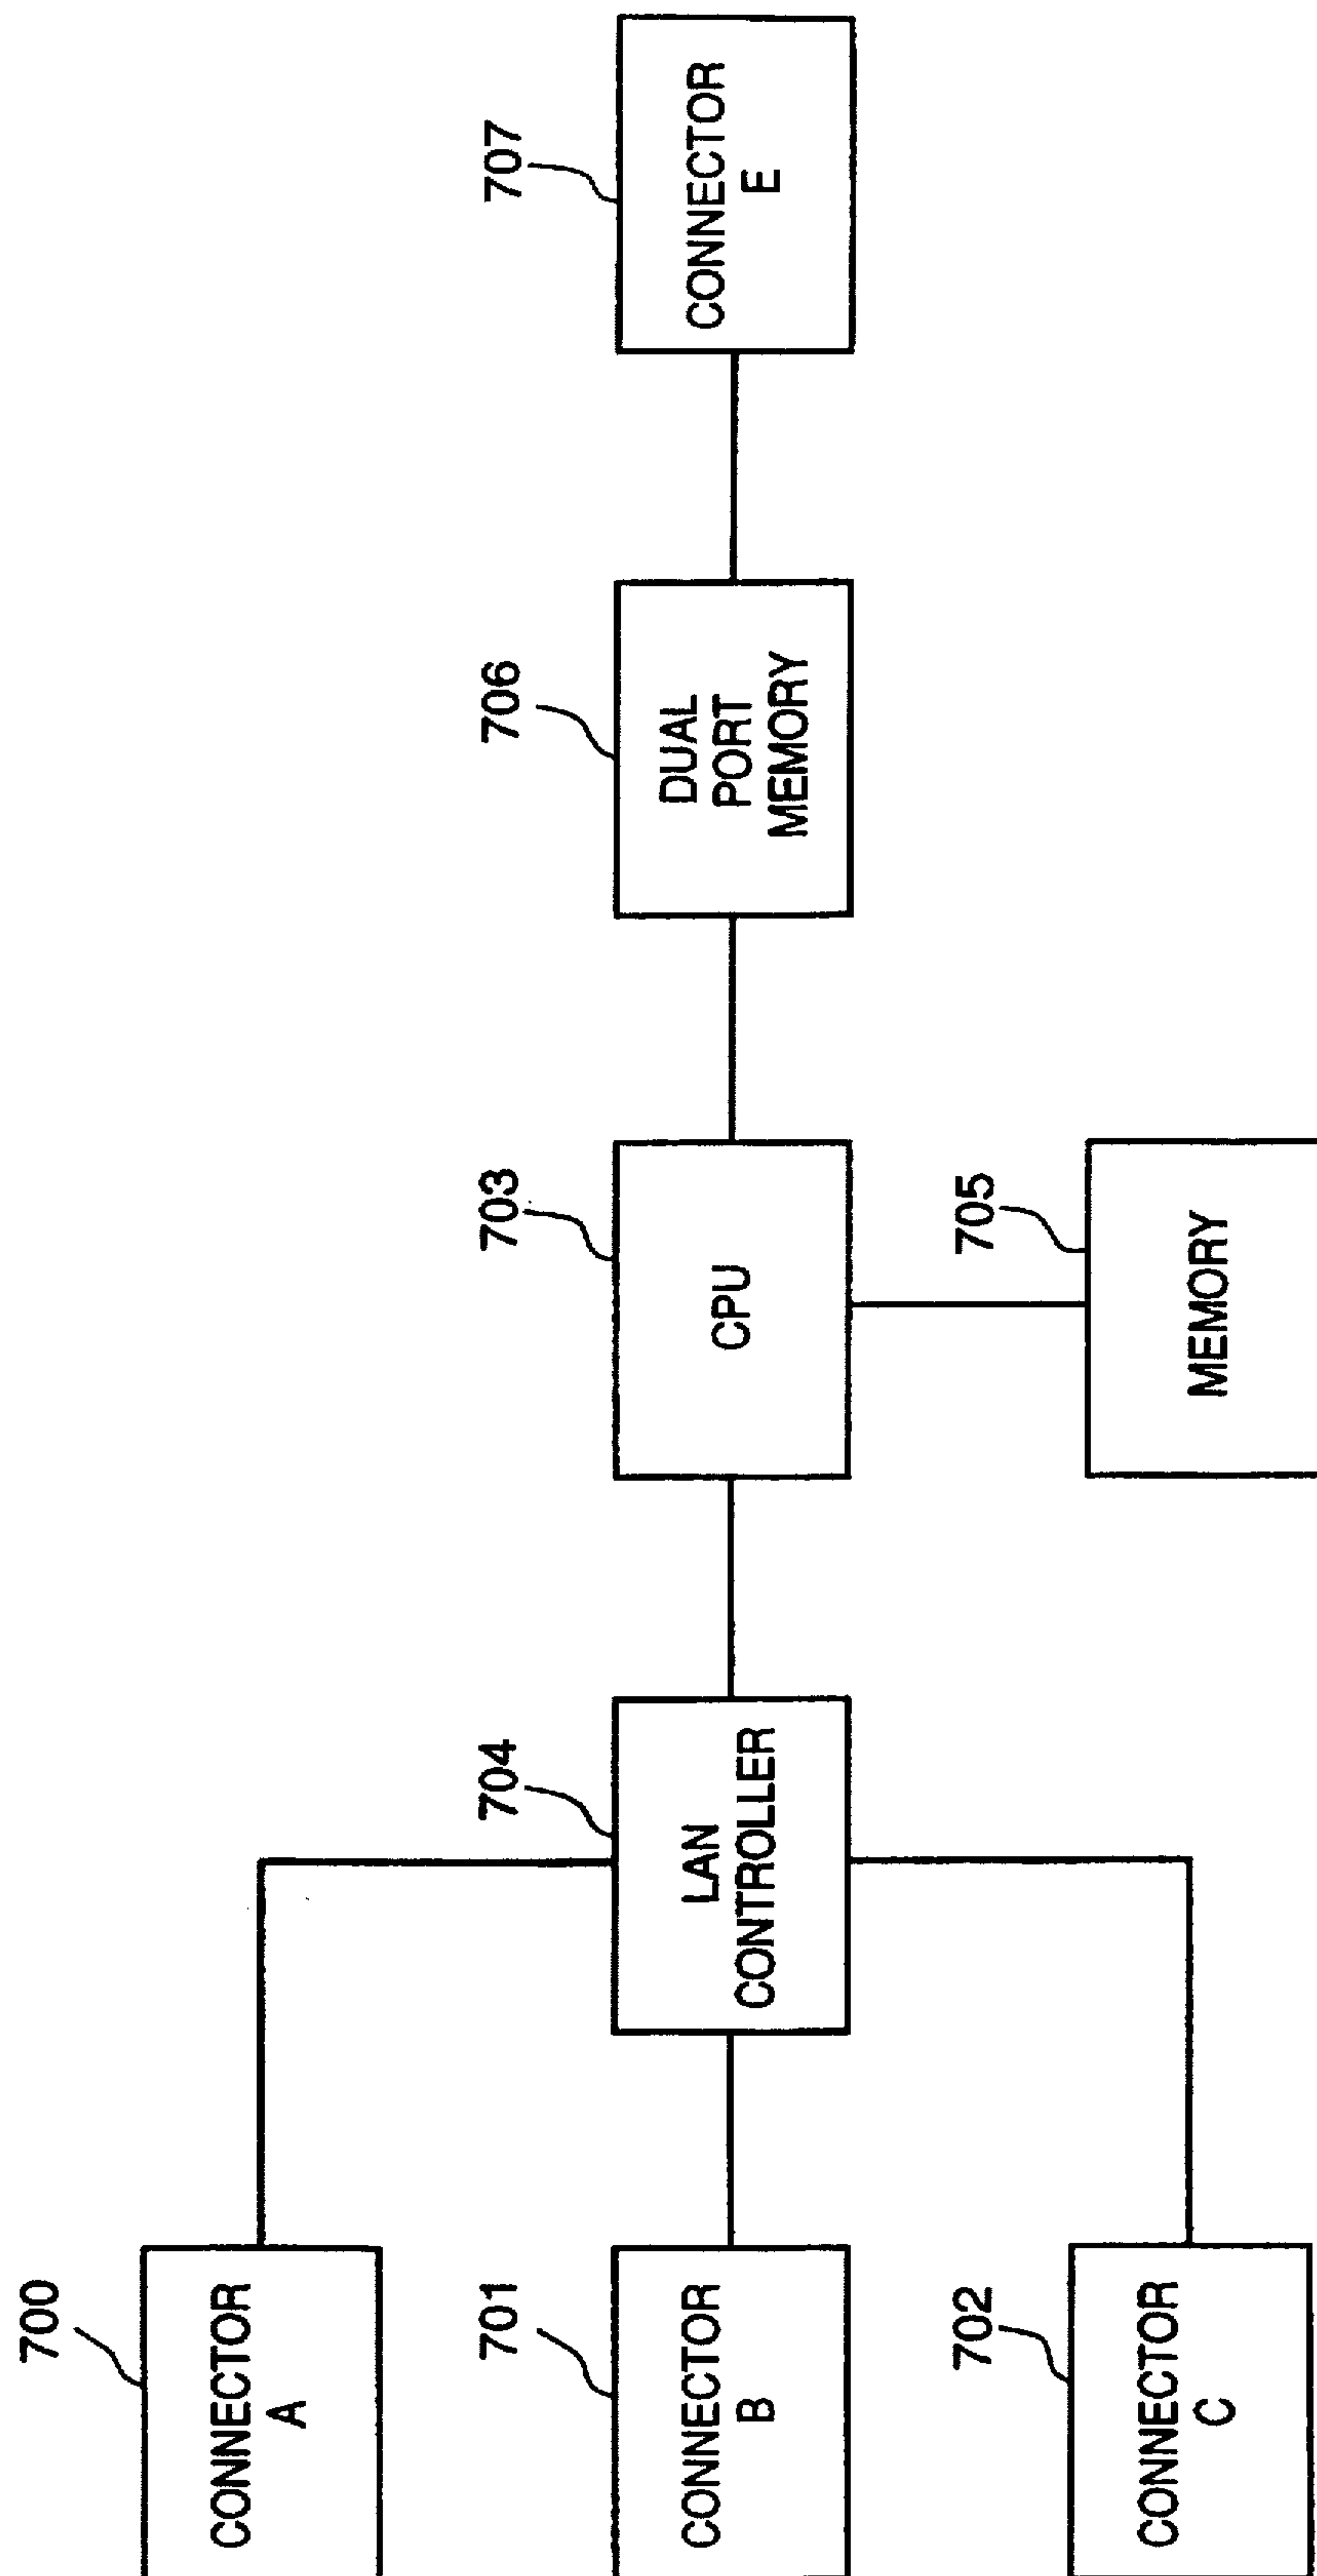 700
CONNECTOR
A
701
CONNECTOR
B
702
CONNECTOR
C
704
LAN
CONTROLLER
703
CPU
705
MEMORY
706
DUAL
PORT
MEMORY
707
CONNECTOR
E